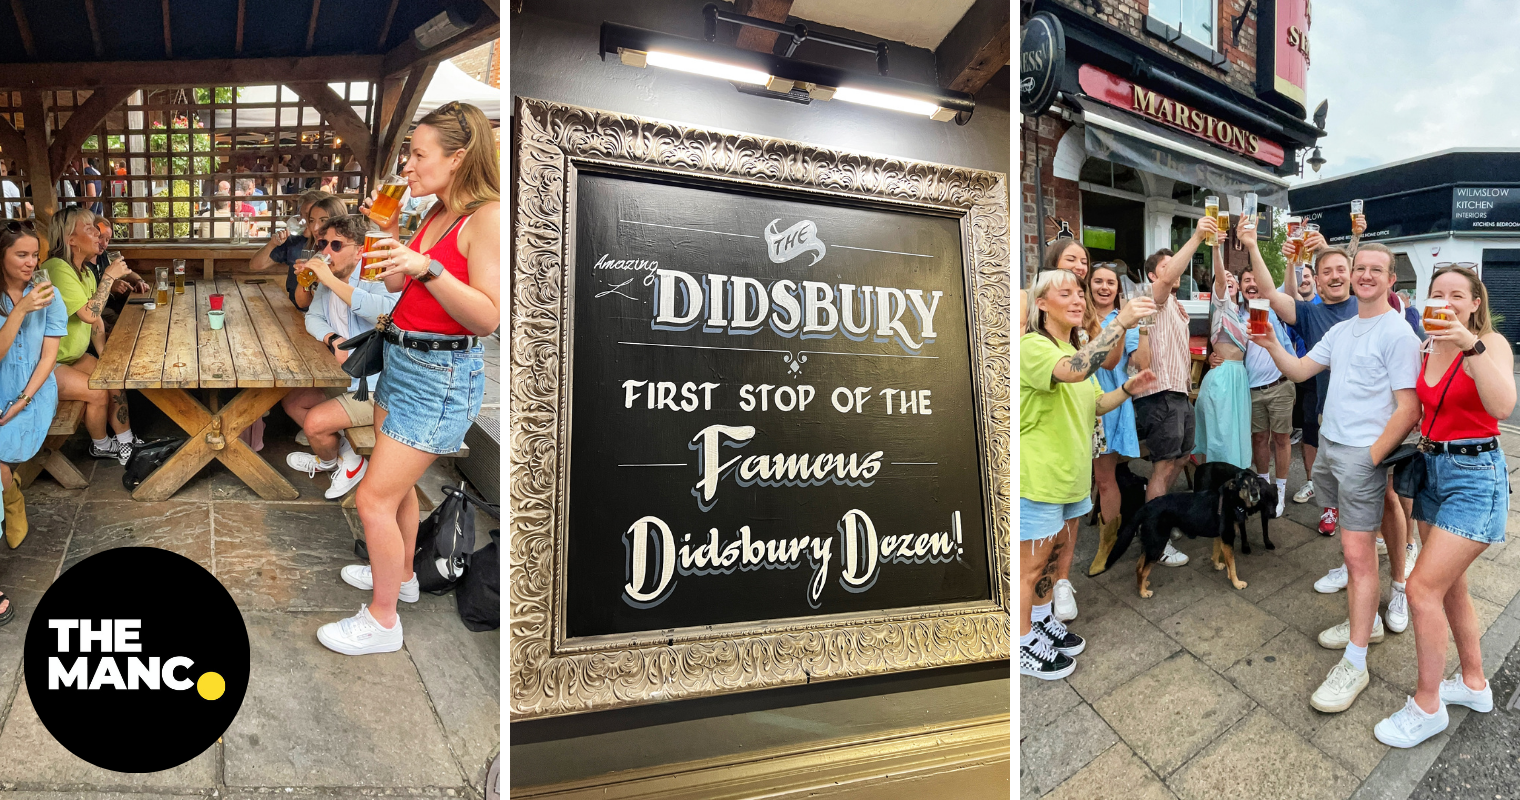 THE
MANC.
THE
Amazing
DIDSBURY
FIRST STOP OF THE
Famous
Didsbury Dozen!
MARSTON'S
WILMSLOW
KITCHEN
INTERIORS